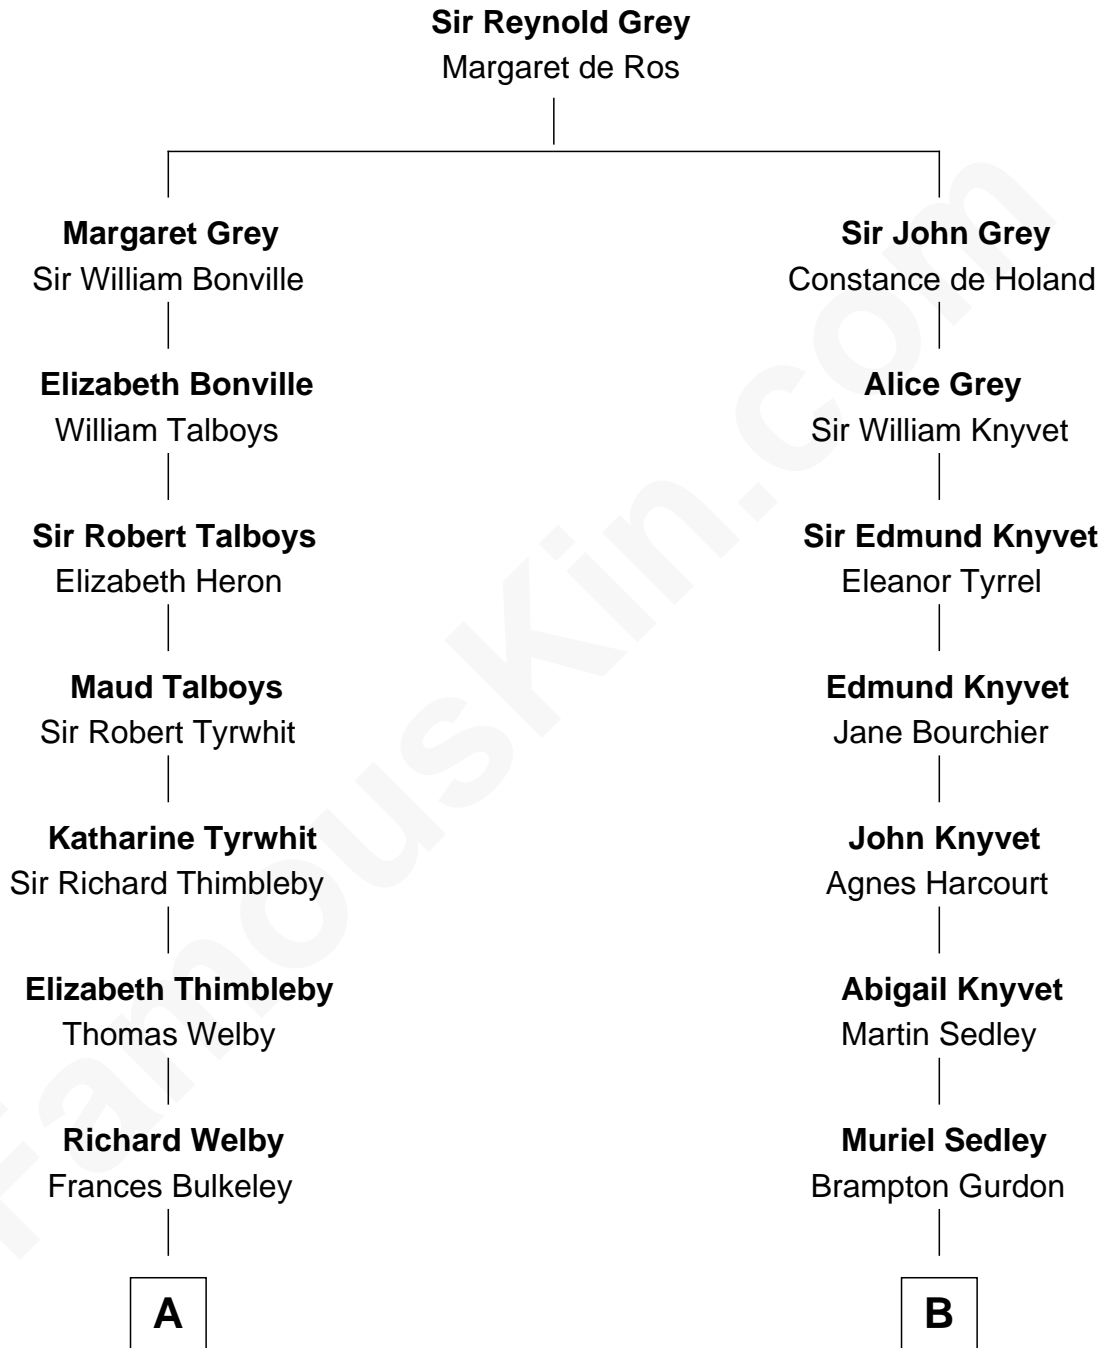 Sir Reynold Grey
Margaret de Ros
Margaret Grey
Sir William Bonville
Sir John Grey
Constance de Holand
Elizabeth Bonville
William Talboys
Alice Grey
Sir William Knyvet
Sir Robert Talboys
Elizabeth Heron
Sir Edmund Knyvet
Eleanor Tyrrel
Maud Talboys
Sir Robert Tyrwhit
Edmund Knyvet
Jane Bourchier
Katharine Tyrwhit
Sir Richard Thimbleby
John Knyvet
Agnes Harcourt
Elizabeth Thimbleby
Thomas Welby
Abigail Knyvet
Martin Sedley
Richard Welby
Frances Bulkeley
Muriel Sedley
Brampton Gurdon
A
B
FamousKin.com